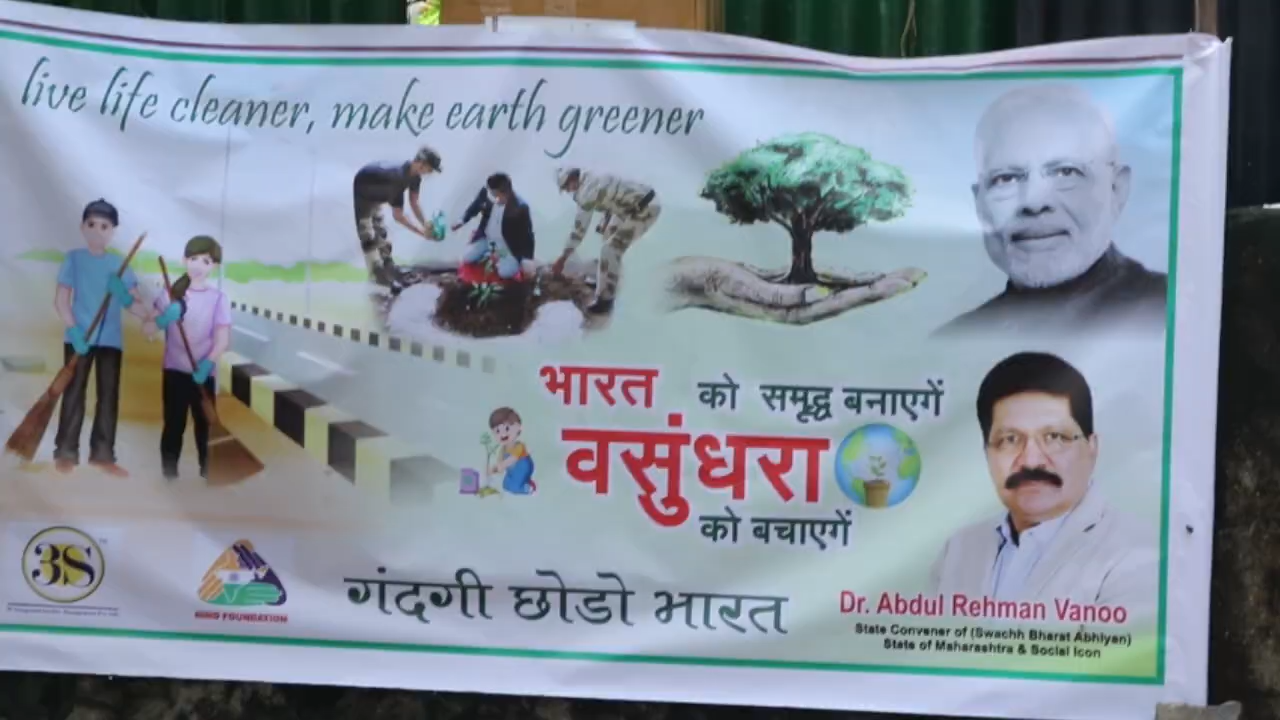 live life cleaner, make earth greener
भारत को समृद्ध बनाएगें
वसुंधरा
को बचाएगें
गंदगी छोडो भारत
3S
FOUNDATION
Dr. Abdul Rehman Vanoo
State Convener of (Swachh Bharat Abhiyan)
State of Maharashtra & Social Icon